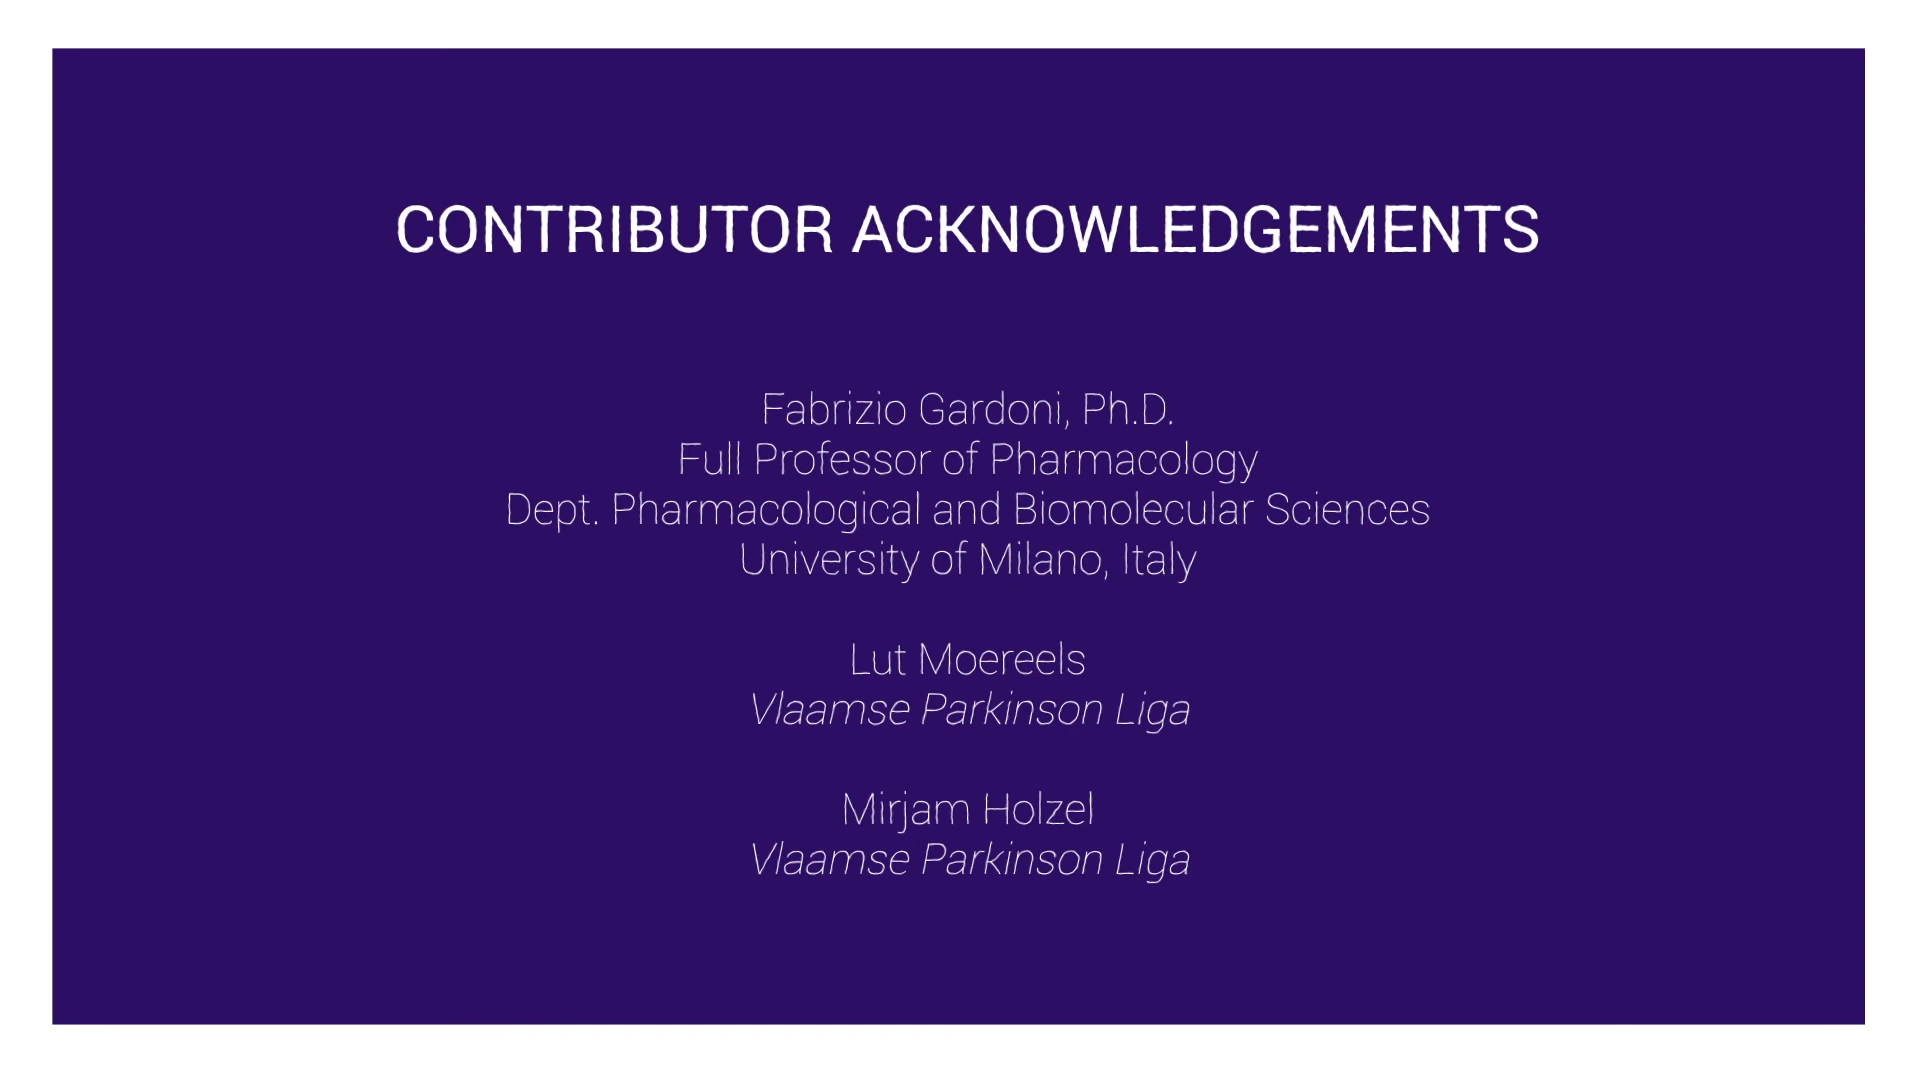 CONTRIBUTOR ACKNOWLEDGEMENTS
Fabrizio Gardoni, Ph.D.
Full Professor of Pharmacology
Dept. Pharmacological and Biomolecular Sciences
University of Milano, Italy
Lut Moereels
Vlaamse Parkinson Liga
Mirjam Holzel
Vlaamse Parkinson Liga